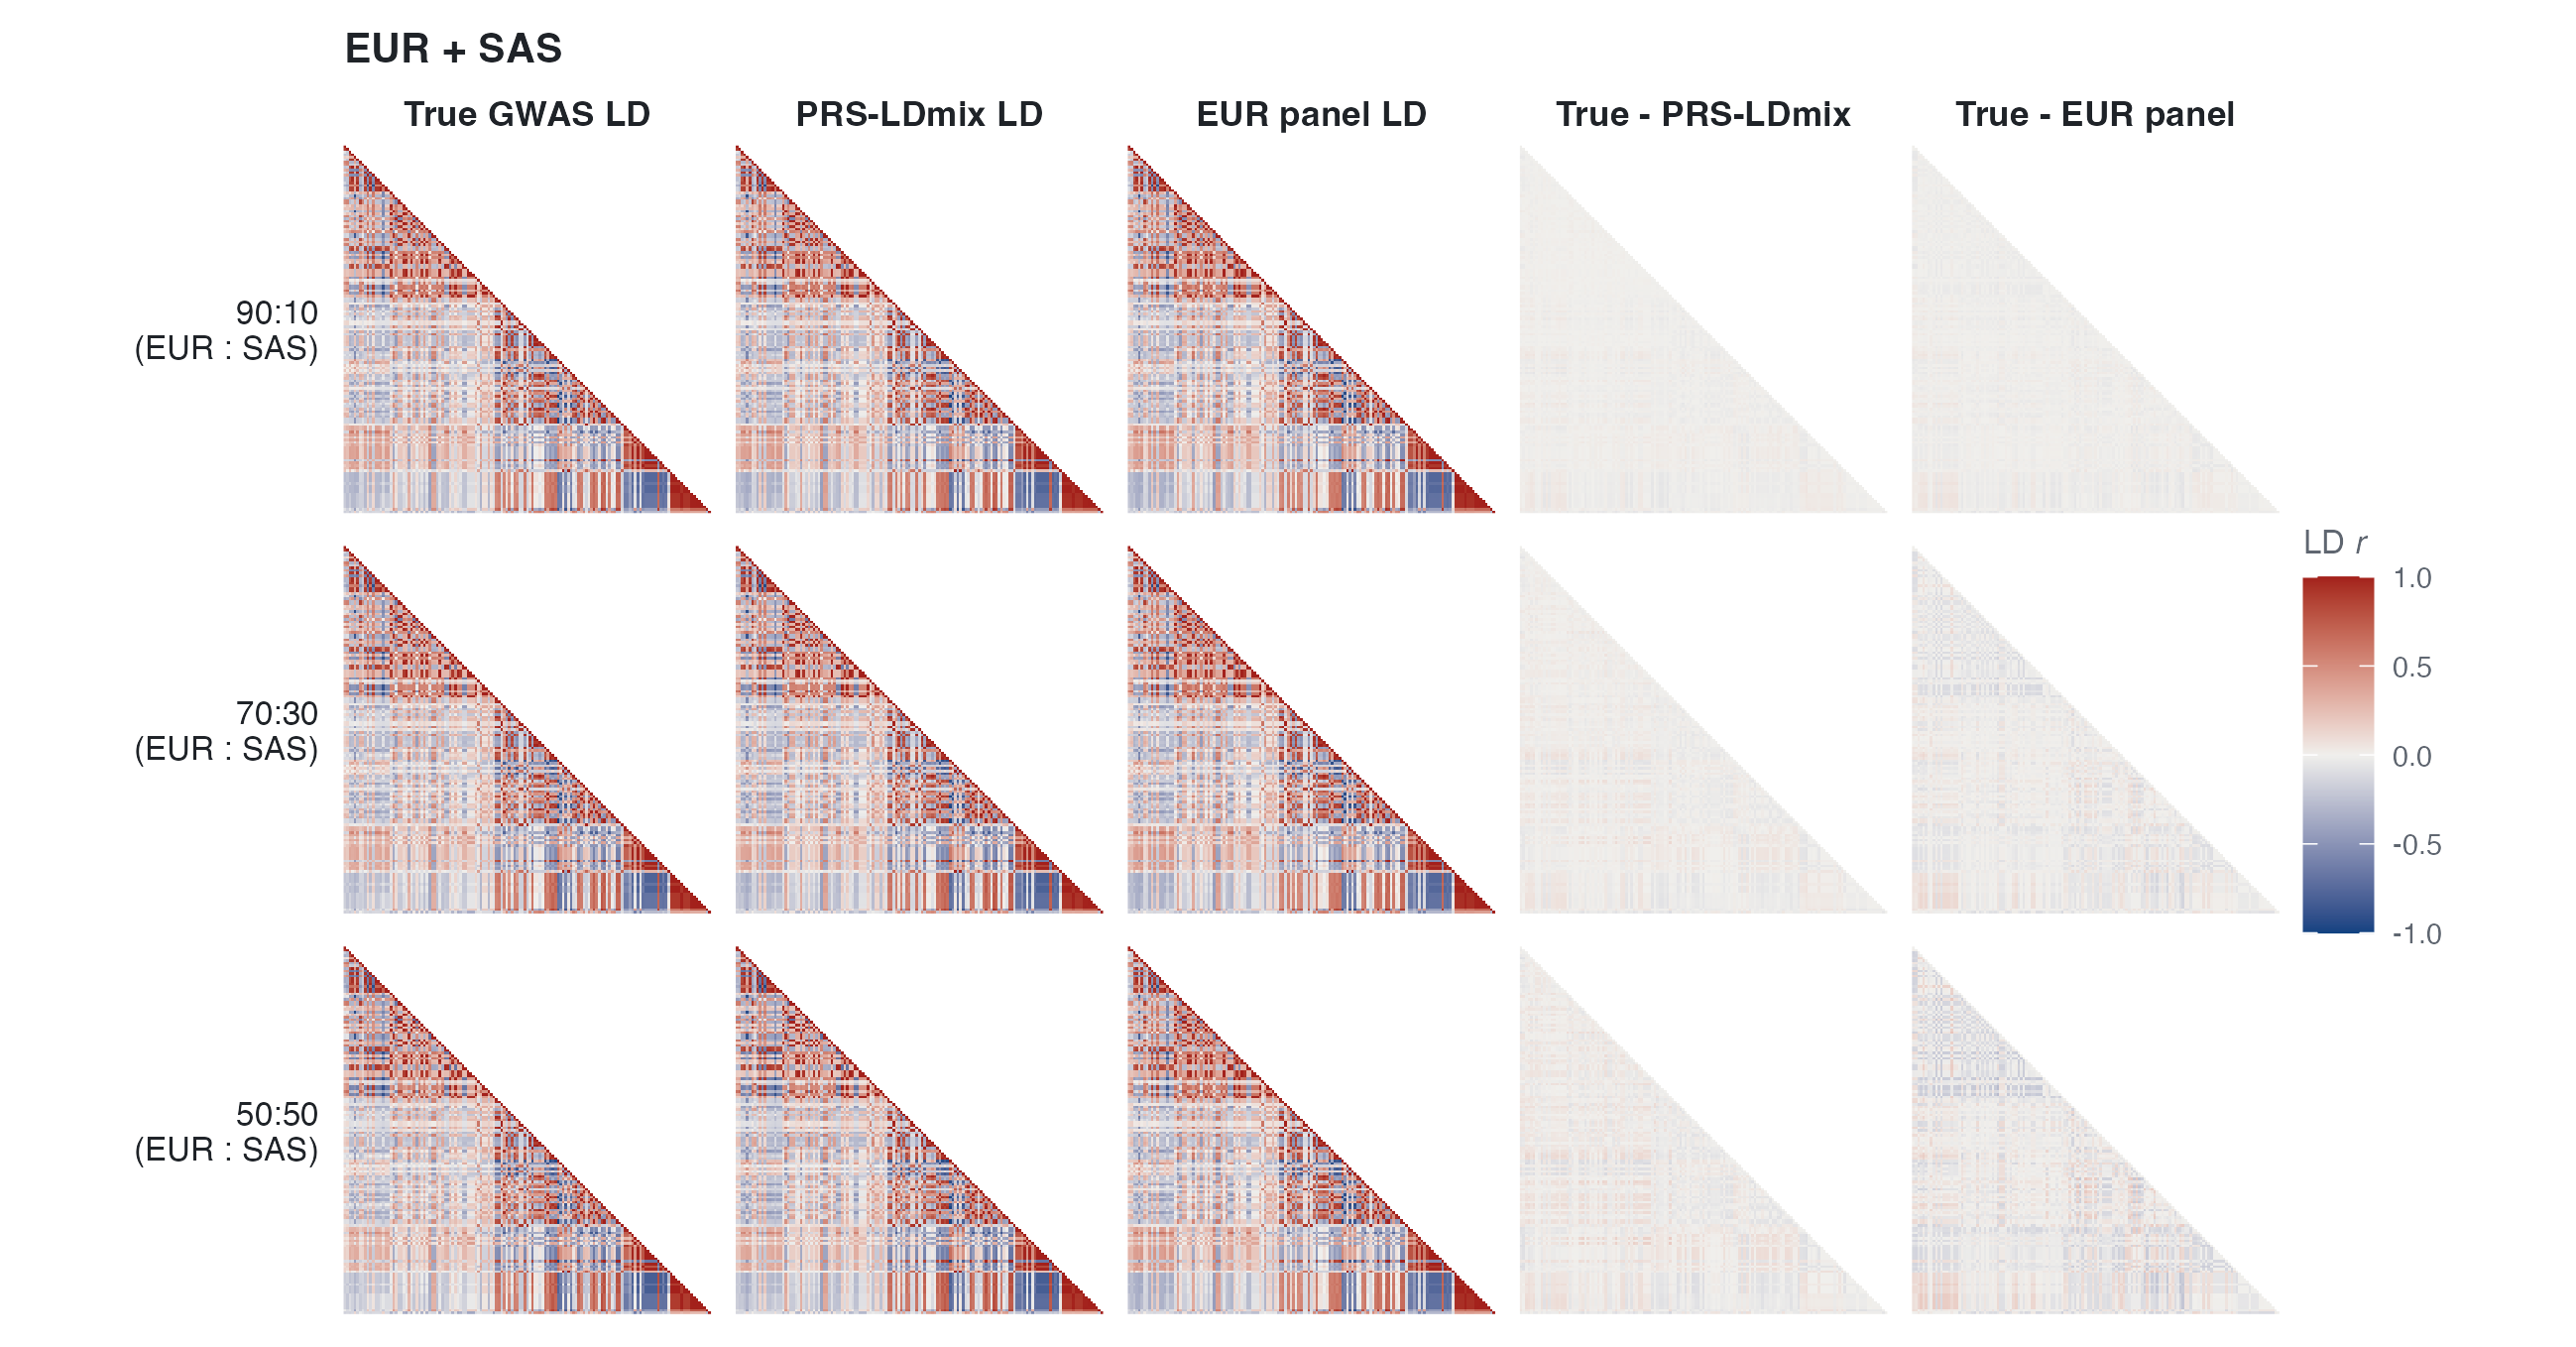 EUR + SAS
True GWAS LD
PRS-LDmix LD
EUR panel LD
True - PRS-LDmix
True - EUR panel
90:10
(EUR : SAS)
70:30
(EUR : SAS)
50:50
(EUR : SAS)
LD r
1.0
0.5
0.0
-0.5
-1.0